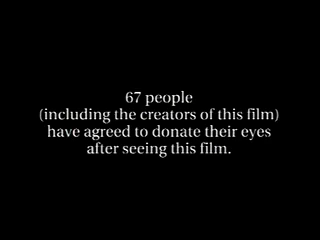 67 people
(including the creators of this film)
have agreed to donate their eyes
after seeing this film.